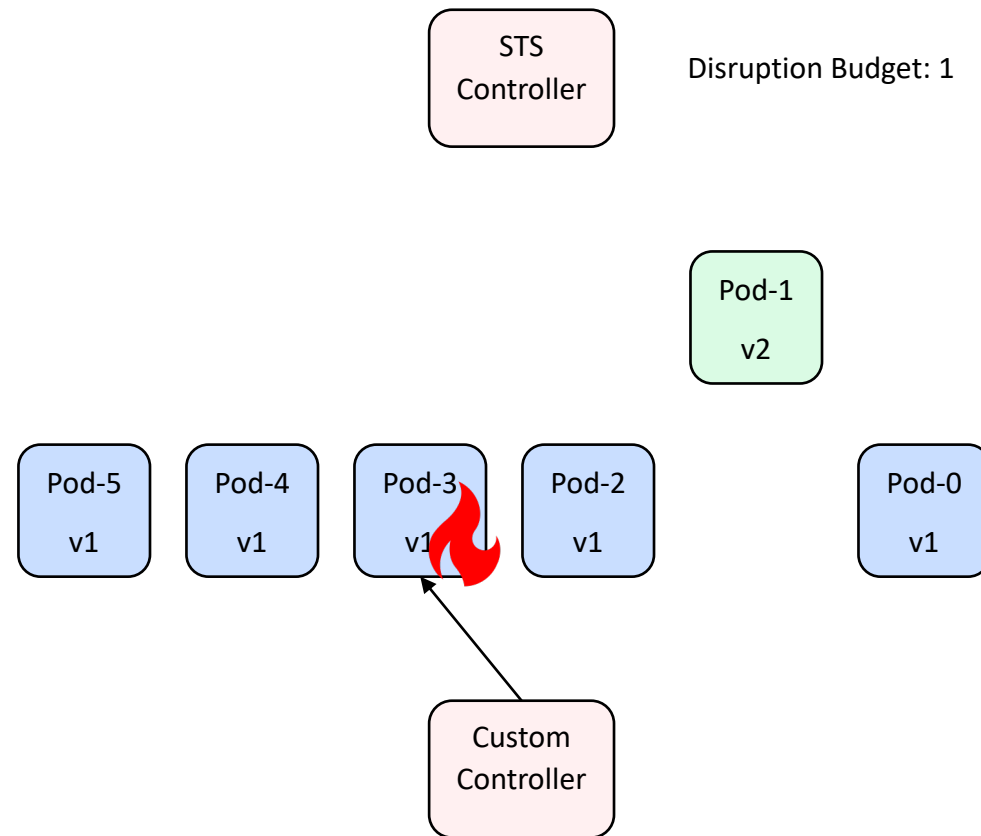 STS
Controller
Disruption Budget: 1
Pod-1
v2
Pod-5
v1
Pod-4
v1
Pod-3
v1
Pod-2
v1
Pod-0
v1
Custom
Controller